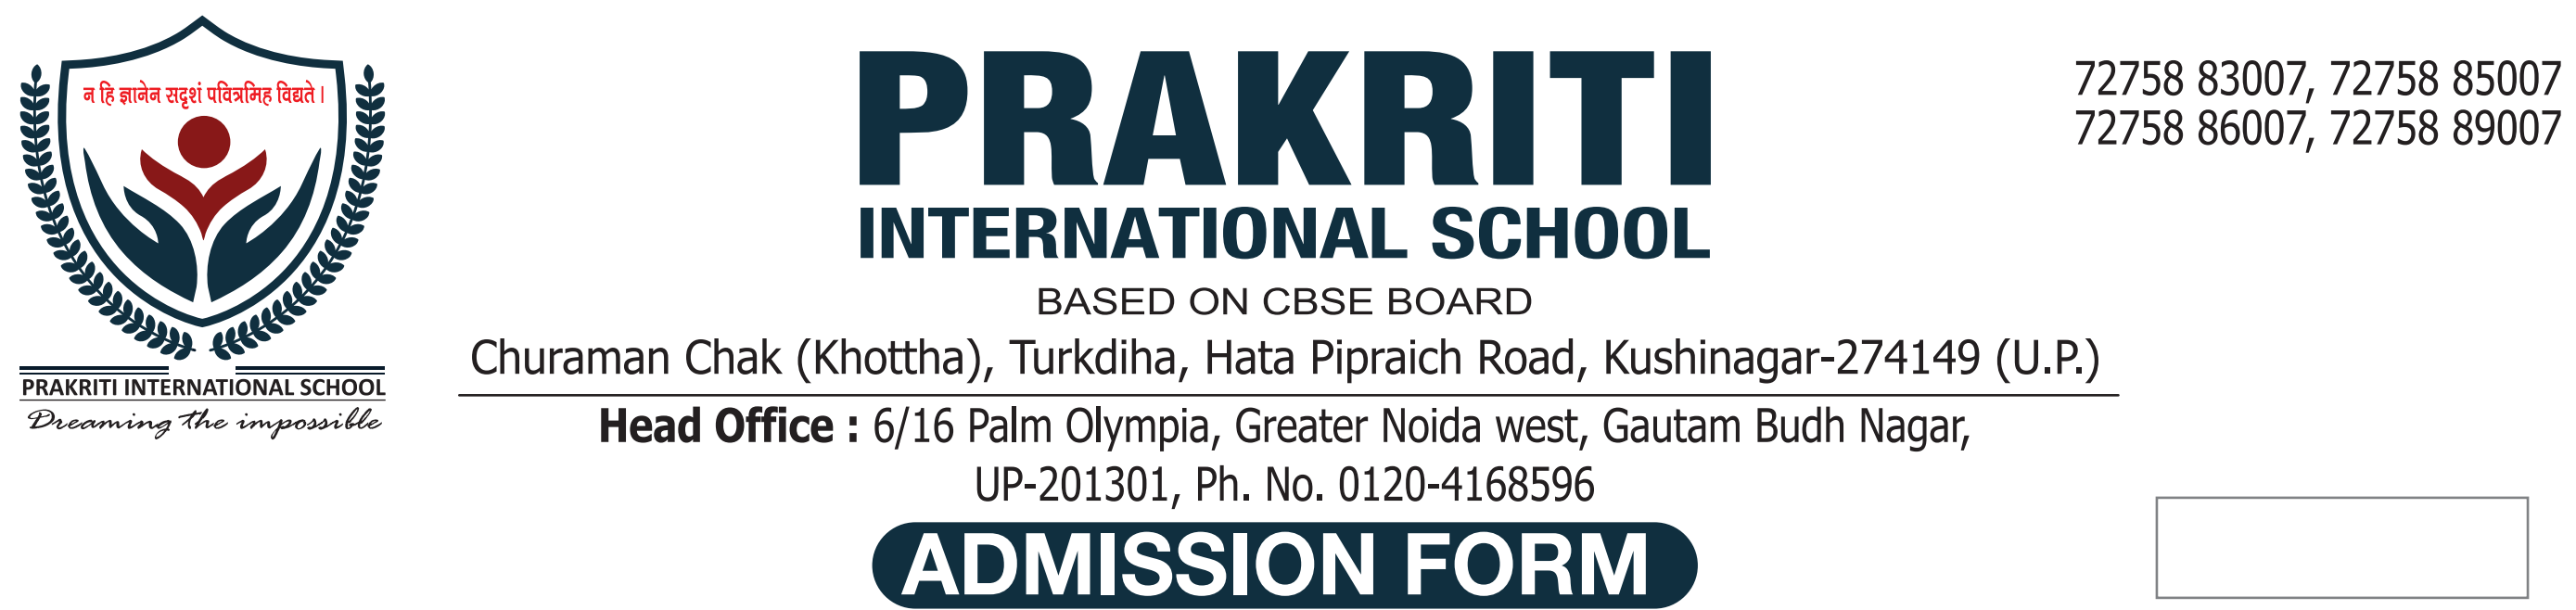 न हि ज्ञानेन सदृशं पवित्रमिह विद्यते ।
PRAKRITI INTERNATIONAL SCHOOL
Dreaming the impossible
PRAKRITI
INTERNATIONAL SCHOOL
BASED ON CBSE BOARD
Churaman Chak (Khottha), Turkdiha, Hata Pipraich Road, Kushinagar-274149 (U.P.)
Head Office : 6/16 Palm Olympia, Greater Noida west, Gautam Budh Nagar,
UP-201301, Ph. No. 0120-4168596
ADMISSION FORM
72758 83007, 72758 85007
72758 86007, 72758 89007